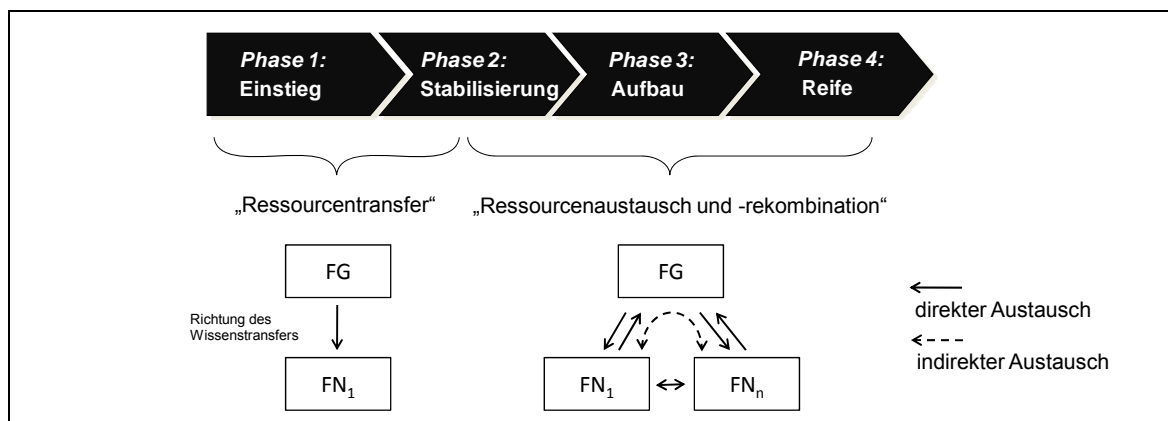 Phase 1:
Einstieg
Phase 2:
Stabilisierung
Phase 3:
Aufbau
Phase 4:
Reife
„Ressourcentransfer“
„Ressourcenaustausch und -rekombination“
FG
Richtung des
Wissenstransfers
FN1
FG
FN1
FNn
direkter Austausch
indirekter Austausch